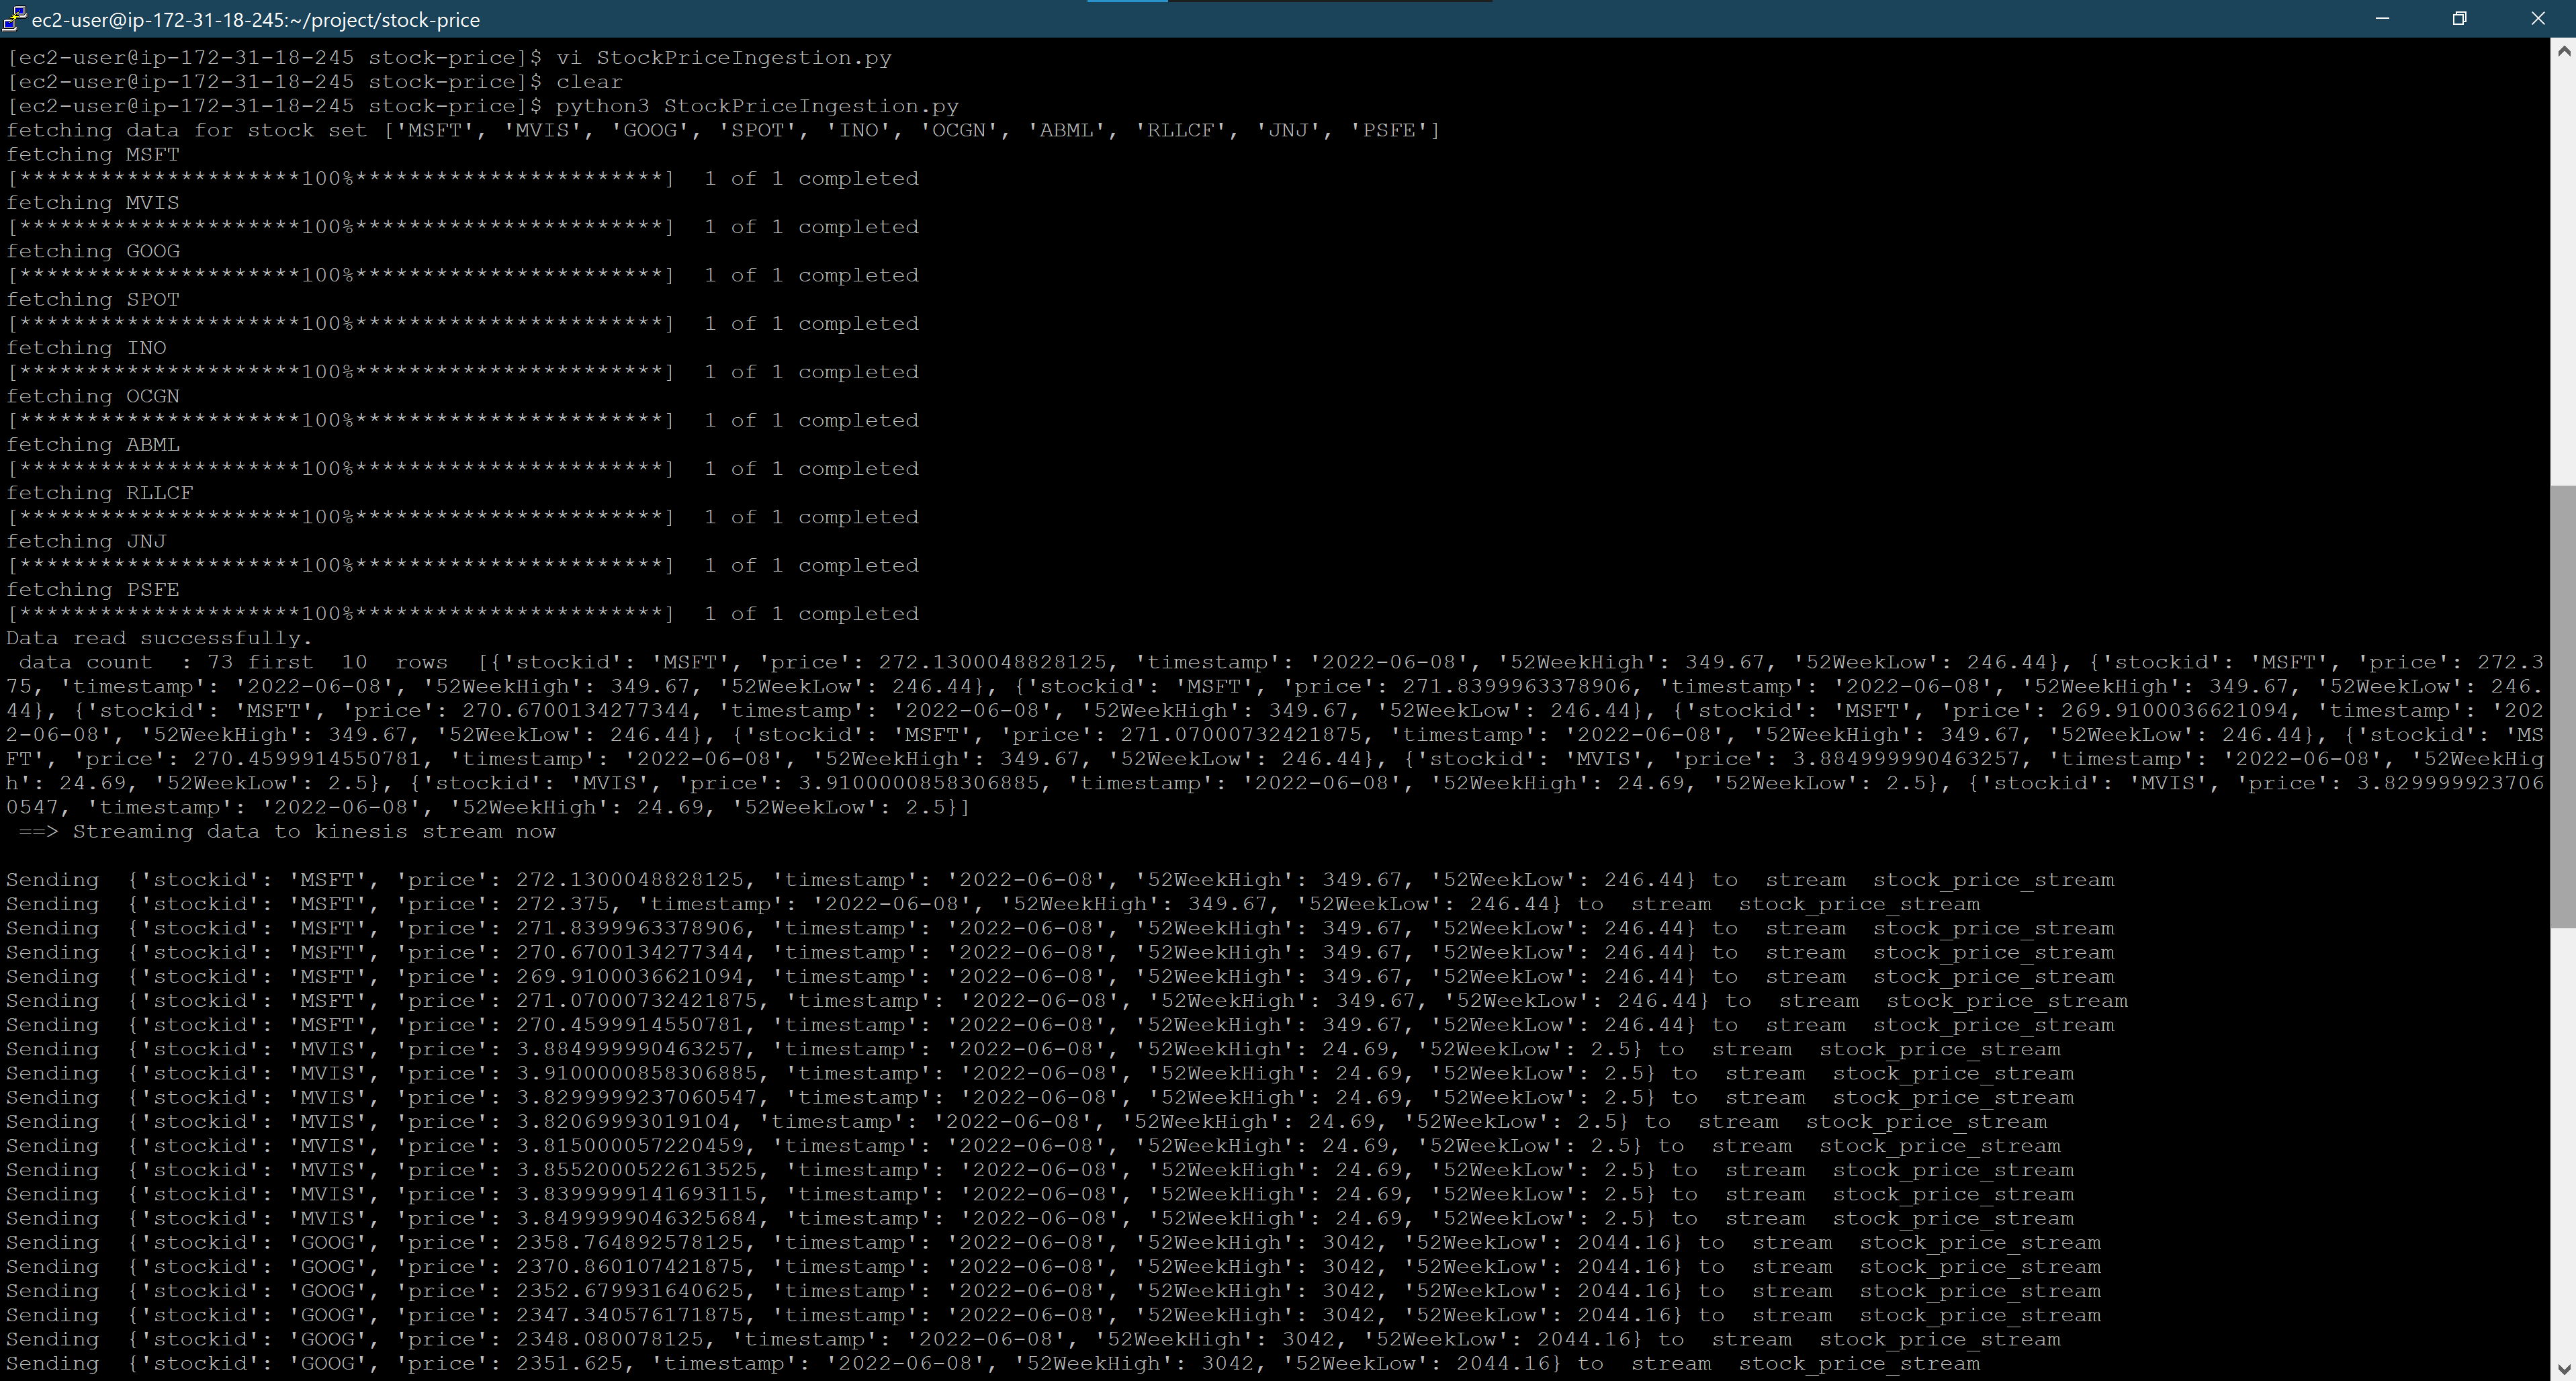 ec2-user@ip-172-31-18-245:~/project/stock-price
[ec2-user@ip-172-31-18-245 stock-price]$ vi StockPriceIngestion.py
[ec2-user@ip-172-31-18-245 stock-price]$ clear
[ec2-user@ip-172-31-18-245 stock-price]$ python3 StockPriceIngestion.py
fetching data for stock set ['MSFT', 'MVIS', 'GOOG', 'SPOT', 'INO', 'OCGN', 'ABML', 'RLLCF', 'JNJ', 'PSFE']
fetching MSFT
[*********************100%***********************]  1 of 1 completed
fetching MVIS
[*********************100%***********************]  1 of 1 completed
fetching GOOG
[*********************100%***********************]  1 of 1 completed
fetching SPOT
[*********************100%***********************]  1 of 1 completed
fetching INO
[*********************100%***********************]  1 of 1 completed
fetching OCGN
[*********************100%***********************]  1 of 1 completed
fetching ABML
[*********************100%***********************]  1 of 1 completed
fetching RLLCF
[*********************100%***********************]  1 of 1 completed
fetching JNJ
[*********************100%***********************]  1 of 1 completed
fetching PSFE
[*********************100%***********************]  1 of 1 completed
Data read successfully.
 data count  : 73 first  10  rows  [{'stockid': 'MSFT', 'price': 272.1300048828125, 'timestamp': '2022-06-08', '52WeekHigh': 349.67, '52WeekLow': 246.44}, {'stockid': 'MSFT', 'price': 272.3
75, 'timestamp': '2022-06-08', '52WeekHigh': 349.67, '52WeekLow': 246.44}, {'stockid': 'MSFT', 'price': 271.8399963378906, 'timestamp': '2022-06-08', '52WeekHigh': 349.67, '52WeekLow': 246.
44}, {'stockid': 'MSFT', 'price': 270.6700134277344, 'timestamp': '2022-06-08', '52WeekHigh': 349.67, '52WeekLow': 246.44}, {'stockid': 'MSFT', 'price': 269.9100036621094, 'timestamp': '202
2-06-08', '52WeekHigh': 349.67, '52WeekLow': 246.44}, {'stockid': 'MSFT', 'price': 271.07000732421875, 'timestamp': '2022-06-08', '52WeekHigh': 349.67, '52WeekLow': 246.44}, {'stockid': 'MS
FT', 'price': 270.4599914550781, 'timestamp': '2022-06-08', '52WeekHigh': 349.67, '52WeekLow': 246.44}, {'stockid': 'MVIS', 'price': 3.884999990463257, 'timestamp': '2022-06-08', '52WeekHig
h': 24.69, '52WeekLow': 2.5}, {'stockid': 'MVIS', 'price': 3.9100000858306885, 'timestamp': '2022-06-08', '52WeekHigh': 24.69, '52WeekLow': 2.5}, {'stockid': 'MVIS', 'price': 3.829999923706
0547, 'timestamp': '2022-06-08', '52WeekHigh': 24.69, '52WeekLow': 2.5}]
 ==> Streaming data to kinesis stream now
Sending  {'stockid': 'MSFT', 'price': 272.1300048828125, 'timestamp': '2022-06-08', '52WeekHigh': 349.67, '52WeekLow': 246.44} to  stream  stock_price_stream
Sending  {'stockid': 'MSFT', 'price': 272.375, 'timestamp': '2022-06-08', '52WeekHigh': 349.67, '52WeekLow': 246.44} to  stream  stock_price_stream
Sending  {'stockid': 'MSFT', 'price': 271.8399963378906, 'timestamp': '2022-06-08', '52WeekHigh': 349.67, '52WeekLow': 246.44} to  stream  stock_price_stream
Sending  {'stockid': 'MSFT', 'price': 270.6700134277344, 'timestamp': '2022-06-08', '52WeekHigh': 349.67, '52WeekLow': 246.44} to  stream  stock_price_stream
Sending  {'stockid': 'MSFT', 'price': 269.9100036621094, 'timestamp': '2022-06-08', '52WeekHigh': 349.67, '52WeekLow': 246.44} to  stream  stock_price_stream
Sending  {'stockid': 'MSFT', 'price': 271.07000732421875, 'timestamp': '2022-06-08', '52WeekHigh': 349.67, '52WeekLow': 246.44} to  stream  stock_price_stream
Sending  {'stockid': 'MSFT', 'price': 270.4599914550781, 'timestamp': '2022-06-08', '52WeekHigh': 349.67, '52WeekLow': 246.44} to  stream  stock_price_stream
Sending  {'stockid': 'MVIS', 'price': 3.884999990463257, 'timestamp': '2022-06-08', '52WeekHigh': 24.69, '52WeekLow': 2.5} to  stream  stock_price_stream
Sending  {'stockid': 'MVIS', 'price': 3.9100000858306885, 'timestamp': '2022-06-08', '52WeekHigh': 24.69, '52WeekLow': 2.5} to  stream  stock_price_stream
Sending  {'stockid': 'MVIS', 'price': 3.8299999237060547, 'timestamp': '2022-06-08', '52WeekHigh': 24.69, '52WeekLow': 2.5} to  stream  stock_price_stream
Sending  {'stockid': 'MVIS', 'price': 3.82069993019104, 'timestamp': '2022-06-08', '52WeekHigh': 24.69, '52WeekLow': 2.5} to  stream  stock_price_stream
Sending  {'stockid': 'MVIS', 'price': 3.815000057220459, 'timestamp': '2022-06-08', '52WeekHigh': 24.69, '52WeekLow': 2.5} to  stream  stock_price_stream
Sending  {'stockid': 'MVIS', 'price': 3.8552000522613525, 'timestamp': '2022-06-08', '52WeekHigh': 24.69, '52WeekLow': 2.5} to  stream  stock_price_stream
Sending  {'stockid': 'MVIS', 'price': 3.8399999141693115, 'timestamp': '2022-06-08', '52WeekHigh': 24.69, '52WeekLow': 2.5} to  stream  stock_price_stream
Sending  {'stockid': 'MVIS', 'price': 3.8499999046325684, 'timestamp': '2022-06-08', '52WeekHigh': 24.69, '52WeekLow': 2.5} to  stream  stock_price_stream
Sending  {'stockid': 'GOOG', 'price': 2358.764892578125, 'timestamp': '2022-06-08', '52WeekHigh': 3042, '52WeekLow': 2044.16} to  stream  stock_price_stream
Sending  {'stockid': 'GOOG', 'price': 2370.860107421875, 'timestamp': '2022-06-08', '52WeekHigh': 3042, '52WeekLow': 2044.16} to  stream  stock_price_stream
Sending  {'stockid': 'GOOG', 'price': 2352.679931640625, 'timestamp': '2022-06-08', '52WeekHigh': 3042, '52WeekLow': 2044.16} to  stream  stock_price_stream
Sending  {'stockid': 'GOOG', 'price': 2347.340576171875, 'timestamp': '2022-06-08', '52WeekHigh': 3042, '52WeekLow': 2044.16} to  stream  stock_price_stream
Sending  {'stockid': 'GOOG', 'price': 2348.080078125, 'timestamp': '2022-06-08', '52WeekHigh': 3042, '52WeekLow': 2044.16} to  stream  stock_price_stream
Sending  {'stockid': 'GOOG', 'price': 2351.625, 'timestamp': '2022-06-08', '52WeekHigh': 3042, '52WeekLow': 2044.16} to  stream  stock_price_stream